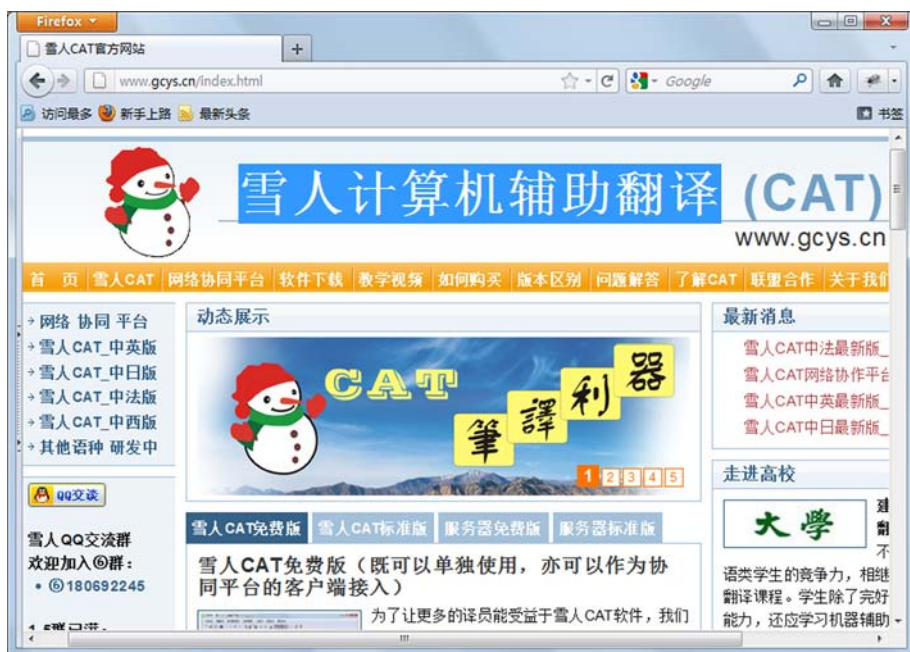 Firefox
雪人CAT官方网站
www.gcys.cn/index.html
Google
访问最多 新手上路 最新头条
书签
雪人计算机辅助翻译 (CAT)
www.gcys.cn
首 页 雪人CAT 网络协同平台 软件下载 教学视频 如何购买 版本区别 问题解答 了解CAT 联盟合作 关于我们
网络 协同 平台
雪人CAT_中英版
雪人CAT_中日版
雪人CAT_中法版
雪人CAT_中西版
其他语种 研发中
QQ交谈
雪人QQ交流群
欢迎加入⑥群:
• ⑥180692245
动态展示
CAT 筆譯利器
1 2 3 4 5
雪人CAT免费版 雪人CAT标准版 服务器免费版 服务器标准版
雪人CAT免费版(既可以单独使用,亦可以作为协
同平台的客户端接入)
为了让更多的译员能受益于雪人CAT软件,我们
最新消息
雪人CAT中法最新版_
雪人CAT网络协作平台
雪人CAT中英最新版_
雪人CAT中日最新版_
走进高校
大學
建
翻
不
语类学生的竞争力,相继
翻译课程。学生除了完好
能力,还应学习机器辅助